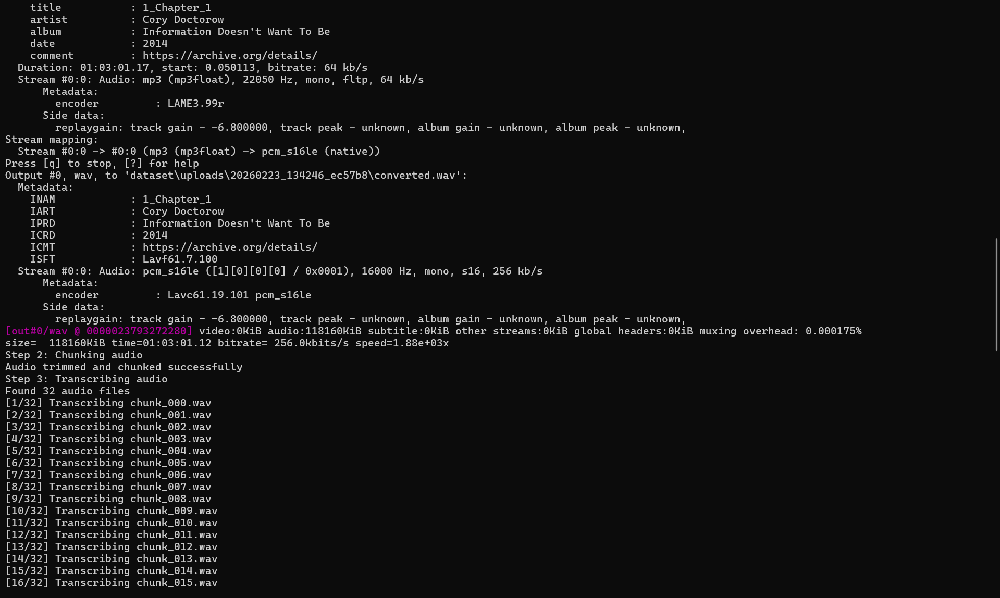 title           : 1_Chapter_1
artist          : Cory Doctorow
album           : Information Doesn't Want To Be
date            : 2014
comment         : https://archive.org/details/
Duration: 01:03:01.17, start: 0.050113, bitrate: 64 kb/s
Stream #0:0: Audio: mp3 (mp3float), 22050 Hz, mono, fltp, 64 kb/s
Metadata:
encoder         : LAME3.99r
Side data:
replaygain: track gain - -6.800000, track peak - unknown, album gain - unknown, album peak - unknown,
Stream mapping:
Stream #0:0 -> #0:0 (mp3 (mp3float) -> pcm_s16le (native))
Press [q] to stop, [?] for help
Output #0, wav, to 'dataset\uploads\20260223_134246_ec57b8\converted.wav':
Metadata:
INAM            : 1_Chapter_1
IART            : Cory Doctorow
IPRD            : Information Doesn't Want To Be
ICRD            : 2014
ICMT            : https://archive.org/details/
ISFT            : Lavf61.7.100
Stream #0:0: Audio: pcm_s16le ([1][0][0][0] / 0x0001), 16000 Hz, mono, s16, 256 kb/s
Metadata:
encoder         : Lavc61.19.101 pcm_s16le
Side data:
replaygain: track gain - -6.800000, track peak - unknown, album gain - unknown, album peak - unknown,
[out#0/wav @ 0000023793272280] video:0KiB audio:118160KiB subtitle:0KiB other streams:0KiB global headers:0KiB muxing overhead: 0.000175%
size=  118160KiB time=01:03:01.12 bitrate= 256.0kbits/s speed=1.88e+03x
Step 2: Chunking audio
Audio trimmed and chunked successfully
Step 3: Transcribing audio
Found 32 audio files
[1/32] Transcribing chunk_000.wav
[2/32] Transcribing chunk_001.wav
[3/32] Transcribing chunk_002.wav
[4/32] Transcribing chunk_003.wav
[5/32] Transcribing chunk_004.wav
[6/32] Transcribing chunk_005.wav
[7/32] Transcribing chunk_006.wav
[8/32] Transcribing chunk_007.wav
[9/32] Transcribing chunk_008.wav
[10/32] Transcribing chunk_009.wav
[11/32] Transcribing chunk_010.wav
[12/32] Transcribing chunk_011.wav
[13/32] Transcribing chunk_012.wav
[14/32] Transcribing chunk_013.wav
[15/32] Transcribing chunk_014.wav
[16/32] Transcribing chunk_015.wav